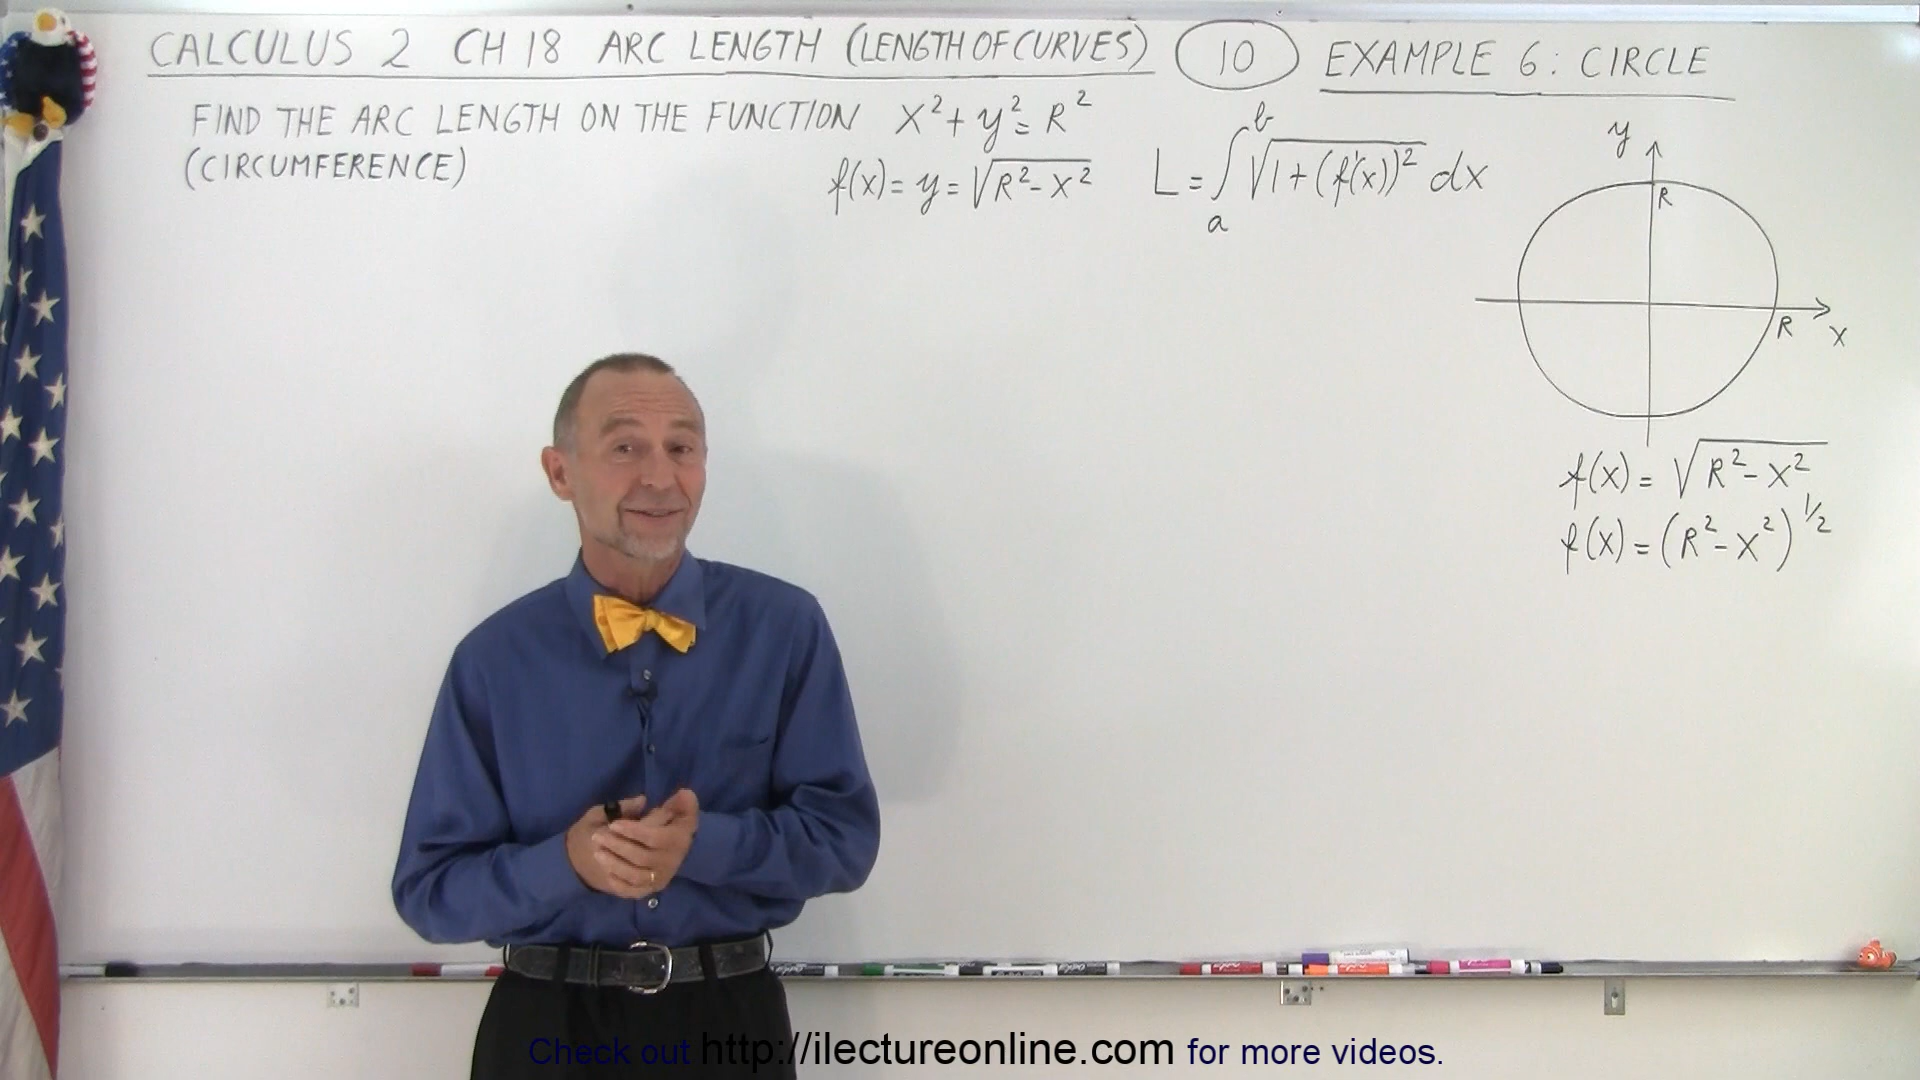 CALCULUS 2 CH 18 ARC LENGTH (LENGTH OF CURVES) 10 EXAMPLE 6: CIRCLE
FIND THE ARC LENGTH ON THE FUNCTION x² + y² = R²
(CIRCUMFERENCE)
f(x) = y = √(R² - x²)
L = ∫ₐᵇ √(1 + (f'(x))²) dx
y
R
R
x
f(x) = √(R² - x²)
f(x) = (R² - x²)^1/2
Check out http://ilectureonline.com for more videos.